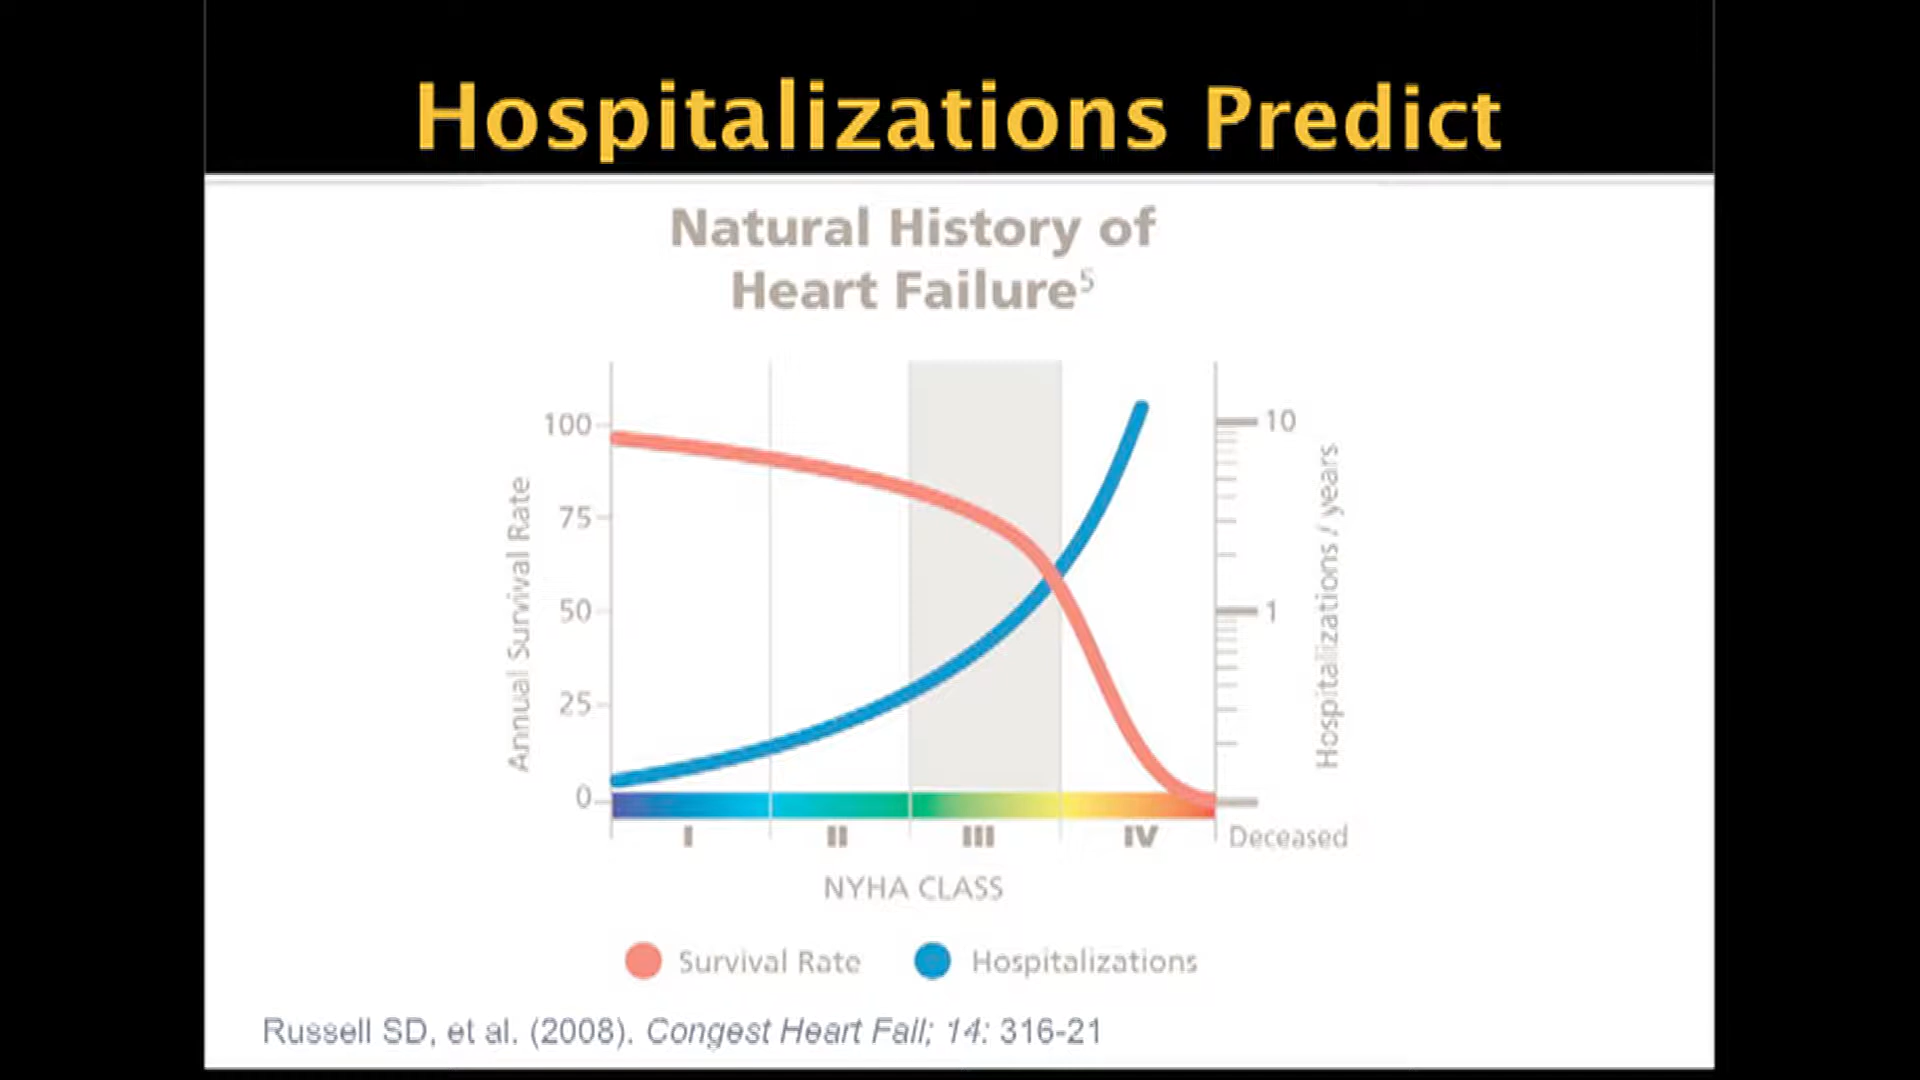 Hospitalizations Predict
Natural History of
Heart Failure⁵
Annual Survival Rate
100
75
50
25
0
10
1
Hospitalizations / years
I
II
III
IV
Deceased
NYHA CLASS
Survival Rate
Hospitalizations
Russell SD, et al. (2008). Congest Heart Fail; 14: 316-21